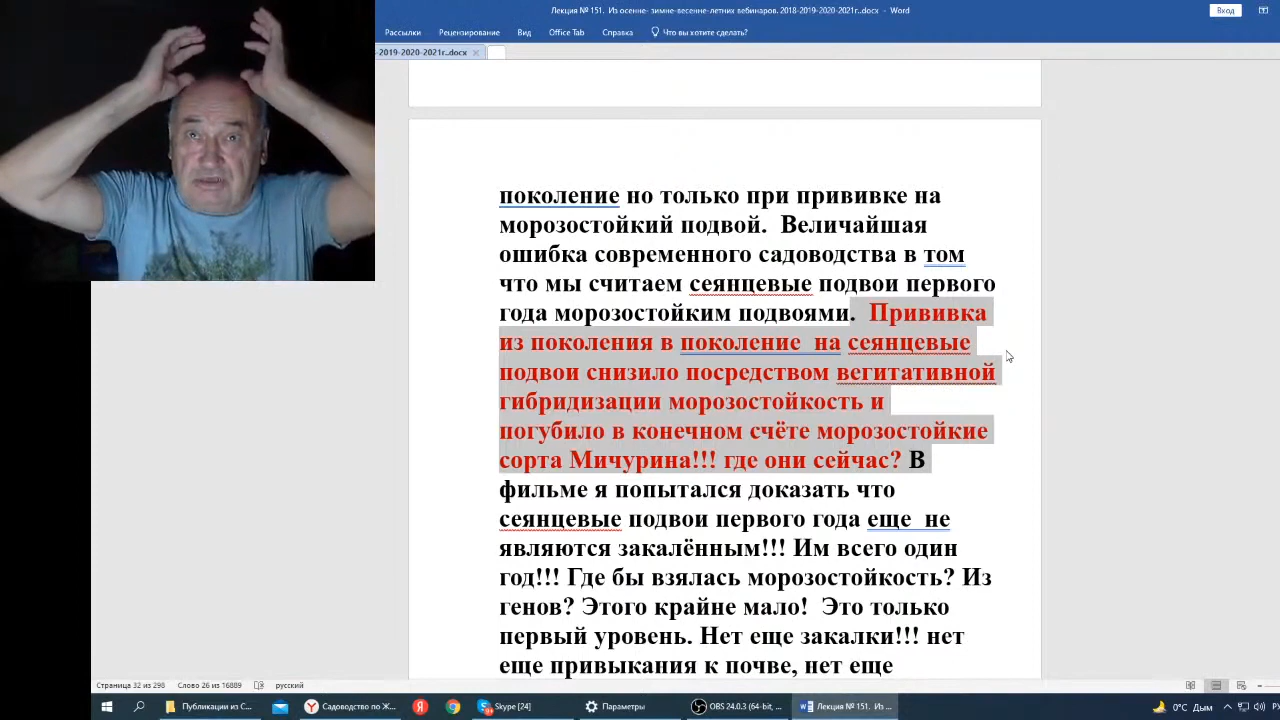 Лекция № 151.  Из осенне- зимне-весенне-летних вебинаров. 2018-2019-2020-2021г..docx  -  Word
Вход
Рассылки
Рецензирование
Вид
Office Tab
Справка
Что вы хотите сделать?
-2019-2020-2021г..docx
поколение но только при прививке на
морозостойкий подвой.  Величайшая
ошибка современного садоводства в том
что мы считаем сеянцевые подвои первого
года морозостойким подвоями.  Прививка
из поколения в поколение  на сеянцевые
подвои снизило посредством вегитативной
гибридизации морозостойкость и
погубило в конечном счёте морозостойкие
сорта Мичурина!!! где они сейчас? В
фильме я попытался доказать что
сеянцевые подвои первого года еще  не
являются закалённым!!! Им всего один
год!!! Где бы взялась морозостойкость? Из
генов? Этого крайне мало!  Это только
первый уровень. Нет еще закалки!!! нет
еще привыкания к почве, нет еще
Страница 32 из 298
Слово 26 из 16889
русский
Публикации из С...
Садоводство по Ж...
Skype [24]
Параметры
OBS 24.0.3 (64-bit, ...
Лекция № 151.  Из ...
0°C